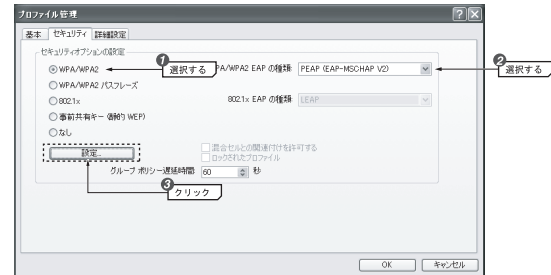 プロファイル管理
基本 セキュリティ 詳細設定
セキュリティオプションの設定
WPA/WPA2
❶ 選択する
PA/WPA2 EAP の種類: PEAP (EAP-MSCHAP V2)
❷ 選択する
WPA/WPA2 パスフレーズ
802.1x
802.1x EAP の種類: LEAP
事前共有キー (静的 WEP)
なし
設定...
混合セルとの関連付けを許可する
ロックされたプロファイル
グループ ポリシー遅延時間: 60 秒
❸ クリック
OK キャンセル